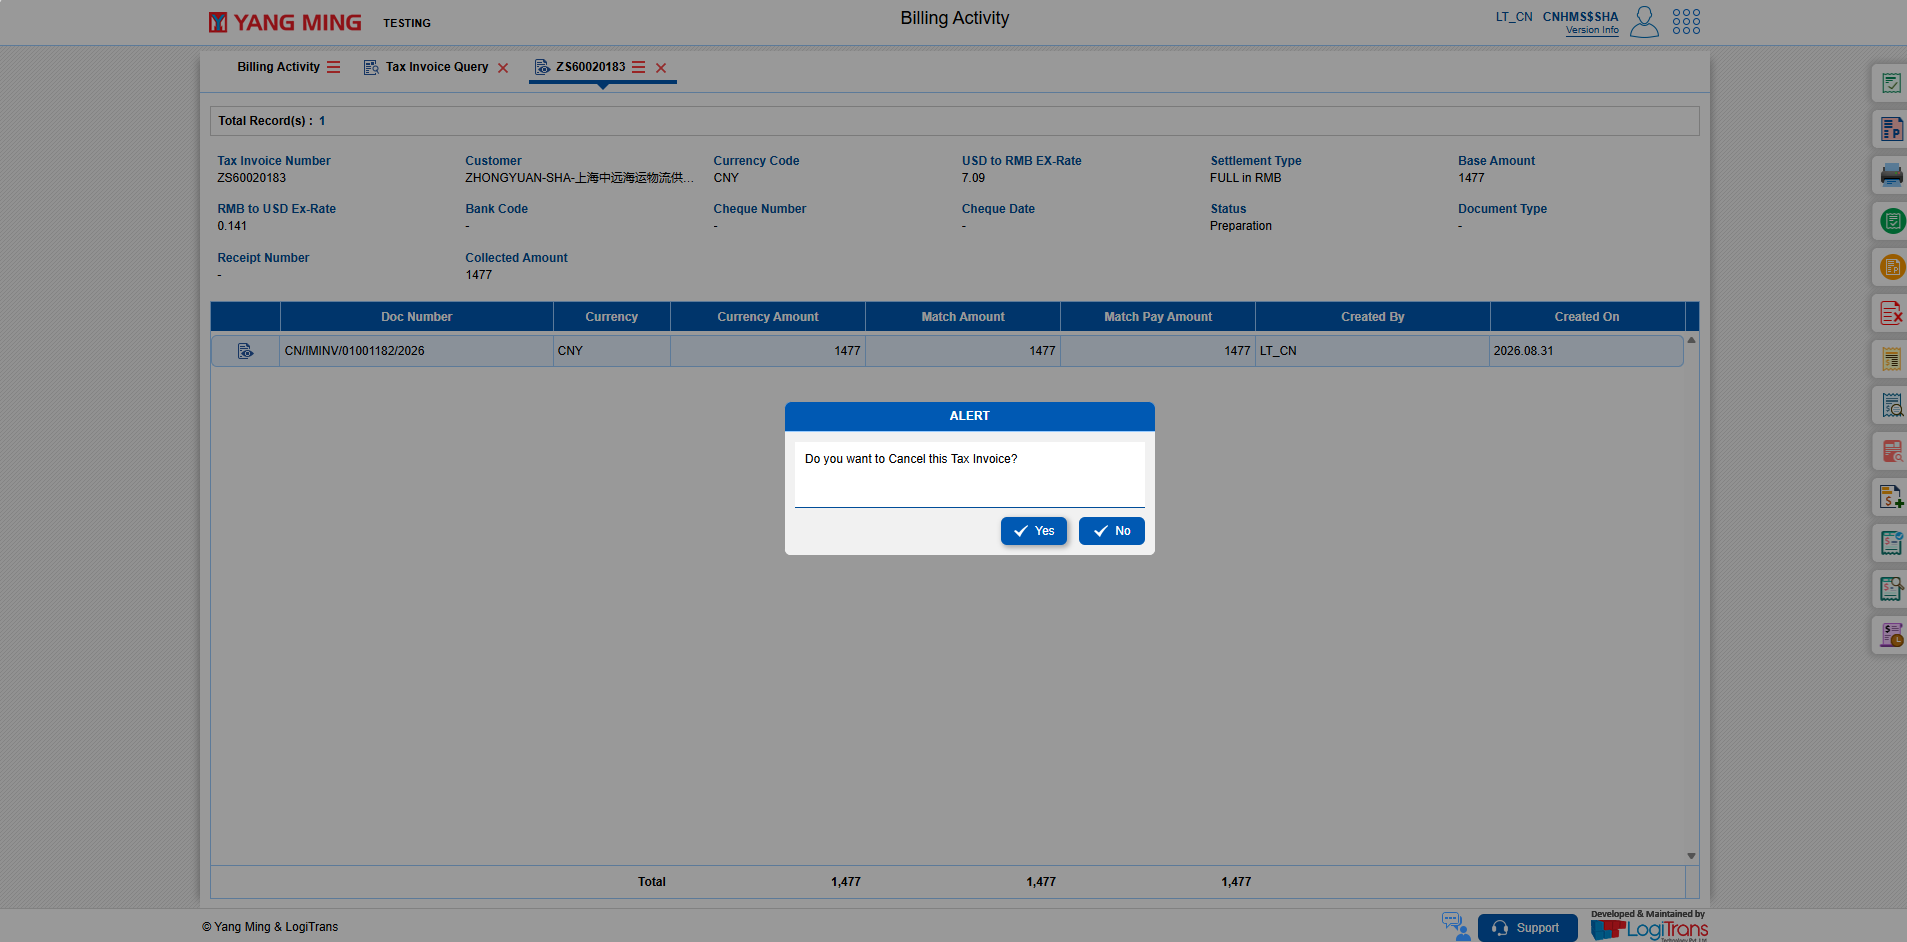 YANG MING TESTING Billing Activity LT_CN CNHMS$SHA
Version Info
Billing Activity Tax Invoice Query ZS60020183
Total Record(s) : 1
Tax Invoice Number Customer Currency Code USD to RMB EX-Rate Settlement Type Base Amount
ZS60020183 ZHONGYUAN-SHA-上海中远海运物流供... CNY 7.09 FULL in RMB 1477
RMB to USD Ex-Rate Bank Code Cheque Number Cheque Date Status Document Type
0.141 - - - Preparation -
Receipt Number Collected Amount
- 1477
Doc Number Currency Currency Amount Match Amount Match Pay Amount Created By Created On
CN/IMINV/01001182/2026 CNY 1477 1477 1477 LT_CN 2026.08.31
ALERT
Do you want to Cancel this Tax Invoice?
Yes No
Total 1,477 1,477 1,477
© Yang Ming & LogiTrans Support Developed & Maintained by
LogiTrans
Technology Pvt. Ltd